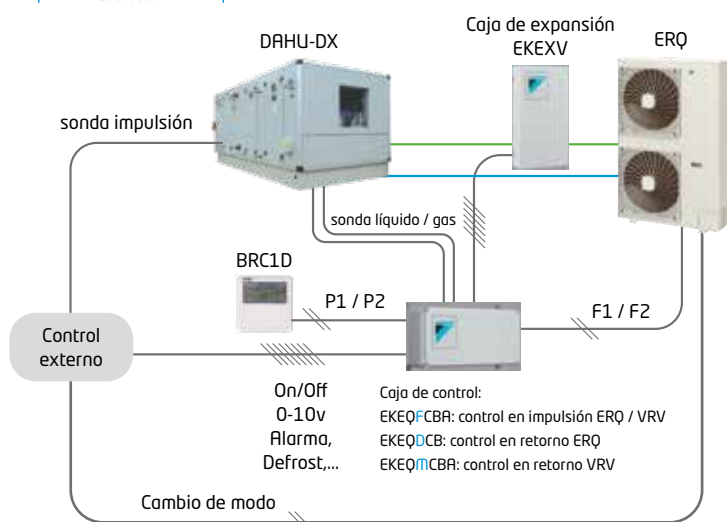 DAHU-DX
Caja de expansión
EKEXV
ERQ
sonda impulsión
sonda líquido / gas
BRC1D
P1 / P2
F1 / F2
Control
externo
On/Off
0-10v
Alarma,
Defrost,...
Caja de control:
EKEQFCBA: control en impulsión ERQ / VRV
EKEQDCB: control en retorno ERQ
EKEQMCBA: control en retorno VRV
Cambio de modo